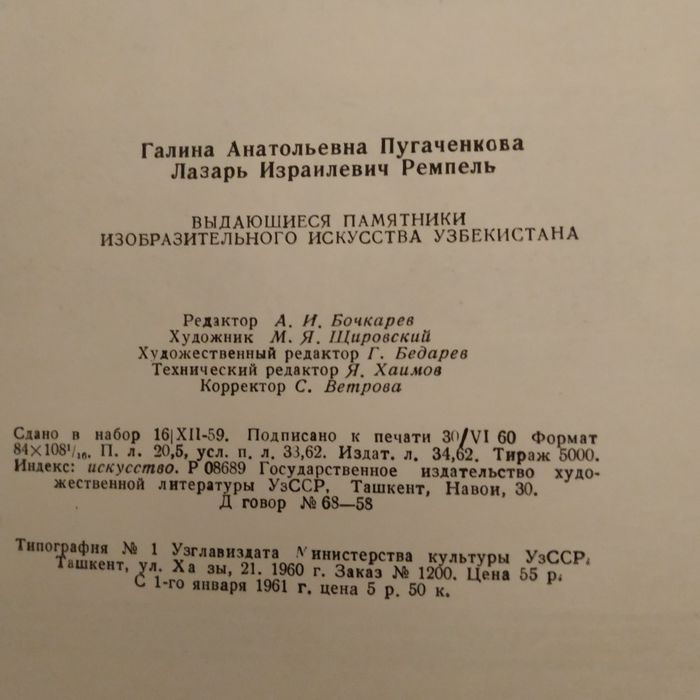 Галина Анатольевна Пугаченкова
Лазарь Израилевич Ремпель
ВЫДАЮЩИЕСЯ ПАМЯТНИКИ
ИЗОБРАЗИТЕЛЬНОГО ИСКУССТВА УЗБЕКИСТАНА
Редактор А. И. Бочкарев
Художник М. Я. Щировский
Художественный редактор Г. Бедарев
Технический редактор Я. Хаимов
Корректор С. Ветрова
Сдано в набор 16|XII-59. Подписано к печати 30/VI 60 Формат
84×108¹/₁₆. П. л. 20,5, усл. п. л. 33,62. Издат. л. 34,62. Тираж 5000.
Индекс: искусство. Р 08689 Государственное издательство худо-
жественной литературы УзССР, Ташкент, Навои, 30.
Д говор № 68—58
Типография № 1 Узглавиздата Министерства культуры УзССР,
Ташкент, ул. Ха зы, 21. 1960 г. Заказ № 1200. Цена 55 р.
С 1-го января 1961 г. цена 5 р. 50 к.